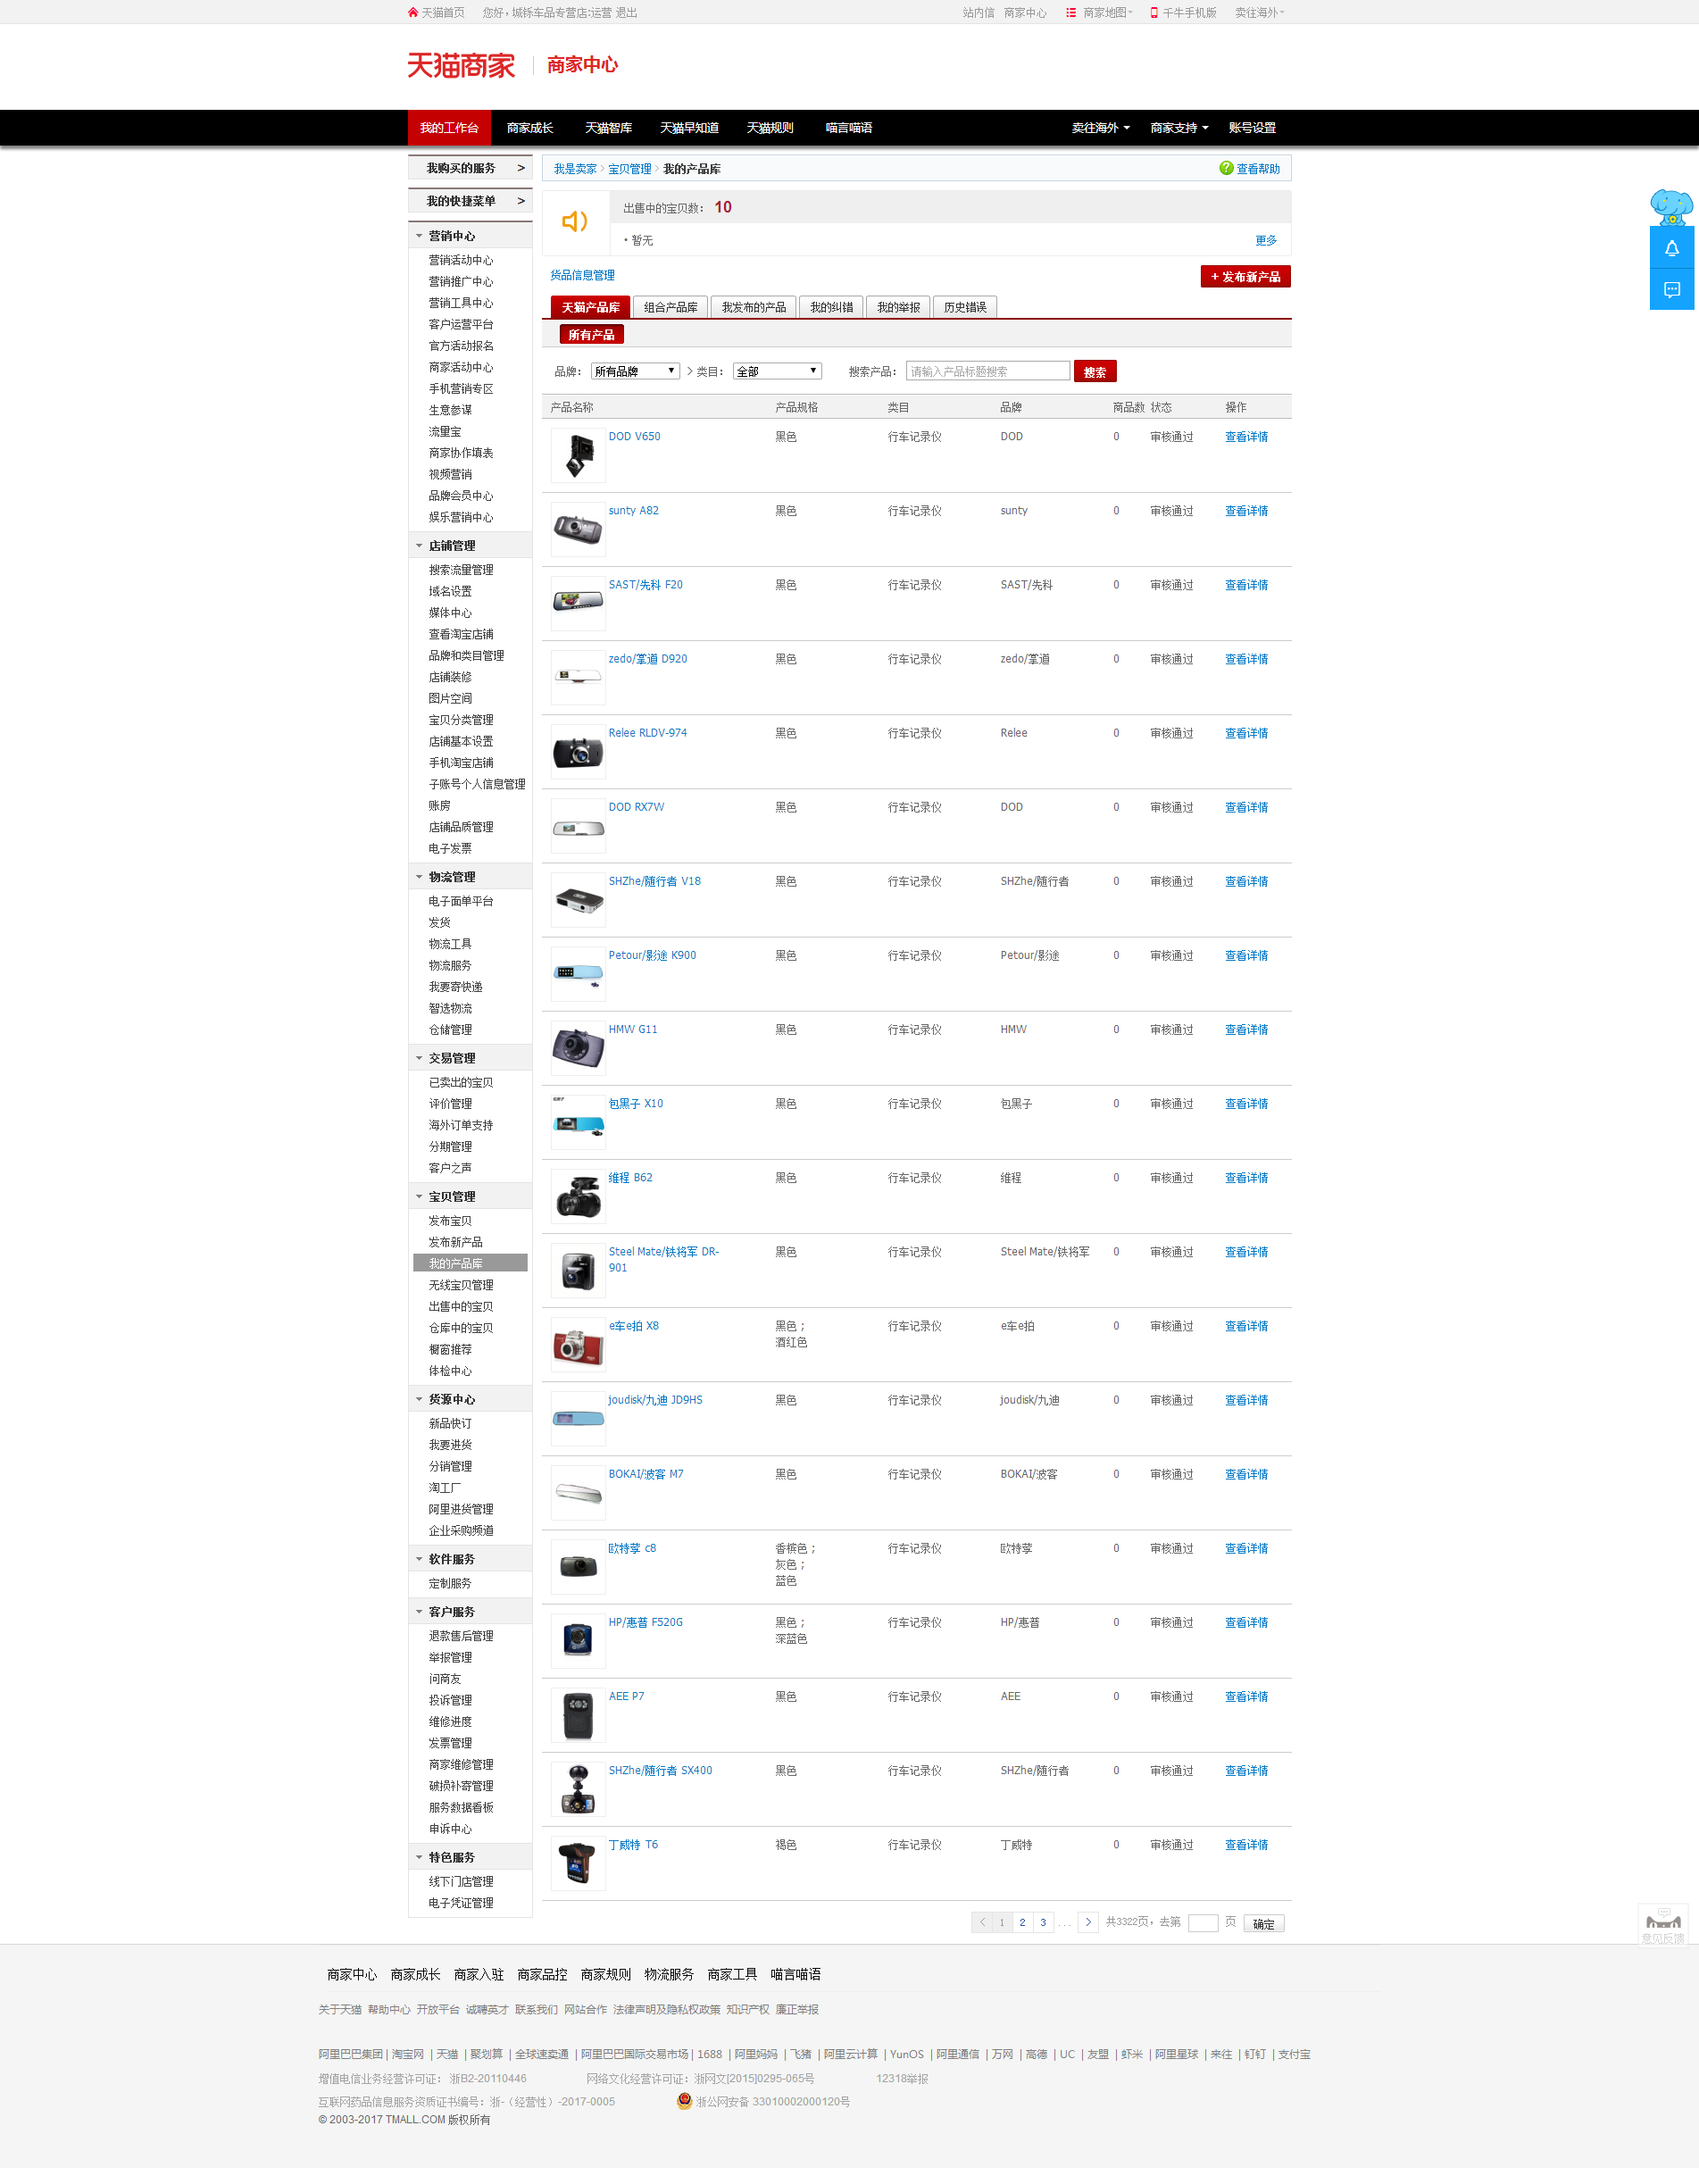 天猫首页 您好，城铄车品专营店:运营 退出 站内信 商家中心 商家地图 千牛手机版 卖往海外
天猫商家 商家中心
我的工作台 商家成长 天猫智库 天猫早知道 天猫规则 喵言喵语 卖往海外 商家支持 账号设置
我购买的服务 >
我的快捷菜单 >
营销中心
营销活动中心
营销推广中心
营销工具中心
客户运营平台
官方活动报名
商家活动中心
手机营销专区
生意参谋
流量宝
商家协作填表
视频营销
品牌会员中心
娱乐营销中心
店铺管理
搜索流量管理
域名设置
媒体中心
查看淘宝店铺
品牌和类目管理
店铺装修
图片空间
宝贝分类管理
店铺基本设置
手机淘宝店铺
子账号个人信息管理
账房
店铺品质管理
电子发票
物流管理
电子面单平台
发货
物流工具
物流服务
我要寄快递
智选物流
仓储管理
交易管理
已卖出的宝贝
评价管理
海外订单支持
分期管理
客户之声
宝贝管理
发布宝贝
发布新产品
我的产品库
无线宝贝管理
出售中的宝贝
仓库中的宝贝
橱窗推荐
体检中心
货源中心
新品快订
我要进货
分销管理
淘工厂
阿里进货管理
企业采购频道
软件服务
定制服务
客户服务
退款售后管理
举报管理
问商友
投诉管理
维修进度
发票管理
商家维修管理
破损补寄管理
服务数据看板
申诉中心
特色服务
线下门店管理
电子凭证管理
我是卖家 > 宝贝管理 > 我的产品库 查看帮助
出售中的宝贝数： 10
• 暂无 更多
货品信息管理 + 发布新产品
天猫产品库 组合产品库 我发布的产品 我的纠错 我的举报 历史错误
所有产品
品牌： 所有品牌 > 类目： 全部 搜索产品： 请输入产品标题搜索 搜索
产品名称 产品规格 类目 品牌 商品数 状态 操作
DOD V650 黑色 行车记录仪 DOD 0 审核通过 查看详情
sunty A82 黑色 行车记录仪 sunty 0 审核通过 查看详情
SAST/先科 F20 黑色 行车记录仪 SAST/先科 0 审核通过 查看详情
zedo/掌道 D920 黑色 行车记录仪 zedo/掌道 0 审核通过 查看详情
Relee RLDV-974 黑色 行车记录仪 Relee 0 审核通过 查看详情
DOD RX7W 黑色 行车记录仪 DOD 0 审核通过 查看详情
SHZhe/随行者 V18 黑色 行车记录仪 SHZhe/随行者 0 审核通过 查看详情
Petour/影途 K900 黑色 行车记录仪 Petour/影途 0 审核通过 查看详情
HMW G11 黑色 行车记录仪 HMW 0 审核通过 查看详情
包黑子 X10 黑色 行车记录仪 包黑子 0 审核通过 查看详情
维程 B62 黑色 行车记录仪 维程 0 审核通过 查看详情
Steel Mate/铁将军 DR- 黑色 行车记录仪 Steel Mate/铁将军 0 审核通过 查看详情
901
e车e拍 X8 黑色； 行车记录仪 e车e拍 0 审核通过 查看详情
酒红色
joudisk/九迪 JD9HS 黑色 行车记录仪 joudisk/九迪 0 审核通过 查看详情
BOKAI/波客 M7 黑色 行车记录仪 BOKAI/波客 0 审核通过 查看详情
欧特擎 c8 香槟色； 行车记录仪 欧特擎 0 审核通过 查看详情
灰色；
蓝色
HP/惠普 F520G 黑色； 行车记录仪 HP/惠普 0 审核通过 查看详情
深蓝色
AEE P7 黑色 行车记录仪 AEE 0 审核通过 查看详情
SHZhe/随行者 SX400 黑色 行车记录仪 SHZhe/随行者 0 审核通过 查看详情
丁威特 T6 褐色 行车记录仪 丁威特 0 审核通过 查看详情
< 1 2 3 ... > 共3322页，去第 页 确定
意见反馈
商家中心 商家成长 商家入驻 商家品控 商家规则 物流服务 商家工具 喵言喵语
关于天猫 帮助中心 开放平台 诚聘英才 联系我们 网站合作 法律声明及隐私权政策 知识产权 廉正举报
阿里巴巴集团 | 淘宝网 | 天猫 | 聚划算 | 全球速卖通 | 阿里巴巴国际交易市场 | 1688 | 阿里妈妈 | 飞猪 | 阿里云计算 | YunOS | 阿里通信 | 万网 | 高德 | UC | 友盟 | 虾米 | 阿里星球 | 来往 | 钉钉 | 支付宝
增值电信业务经营许可证： 浙B2-20110446 网络文化经营许可证：浙网文[2015]0295-065号 12318举报
互联网药品信息服务资质证书编号：浙-（经营性）-2017-0005 浙公网安备 33010002000120号
© 2003-2017 TMALL.COM 版权所有